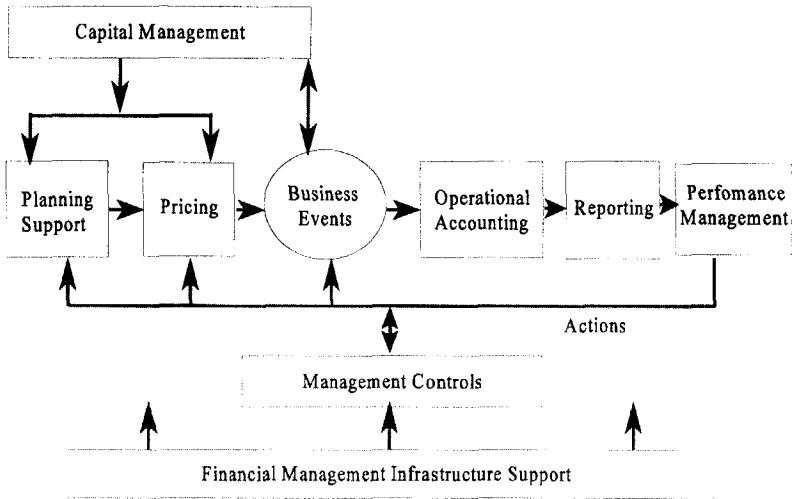 Capital Management
Planning
Support
Pricing
Business
Events
Operational
Accounting
Reporting
Perfomance
Management
Actions
Management Controls
Financial Management Infrastructure Support